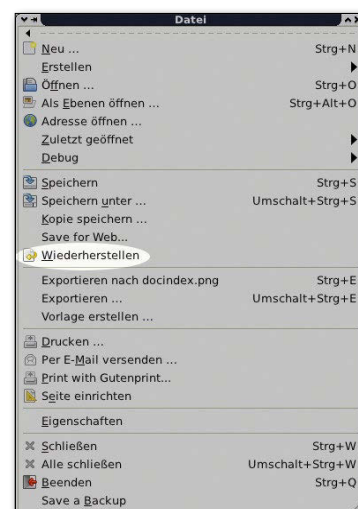 Datei
Neu ... Strg+N
Erstellen
Öffnen ... Strg+O
Als Ebenen öffnen ... Strg+Alt+O
Adresse öffnen ...
Zuletzt geöffnet
Debug
Speichern Strg+S
Speichern unter ... Umschalt+Strg+S
Kopie speichern ...
Save for Web...
Wiederherstellen
Exportieren nach docindex.png Strg+E
Exportieren ... Umschalt+Strg+E
Vorlage erstellen ...
Drucken ...
Per E-Mail versenden ...
Print with Gutenprint...
Seite einrichten
Eigenschaften
Schließen Strg+W
Alle schließen Umschalt+Strg+W
Beenden Strg+Q
Save a Backup